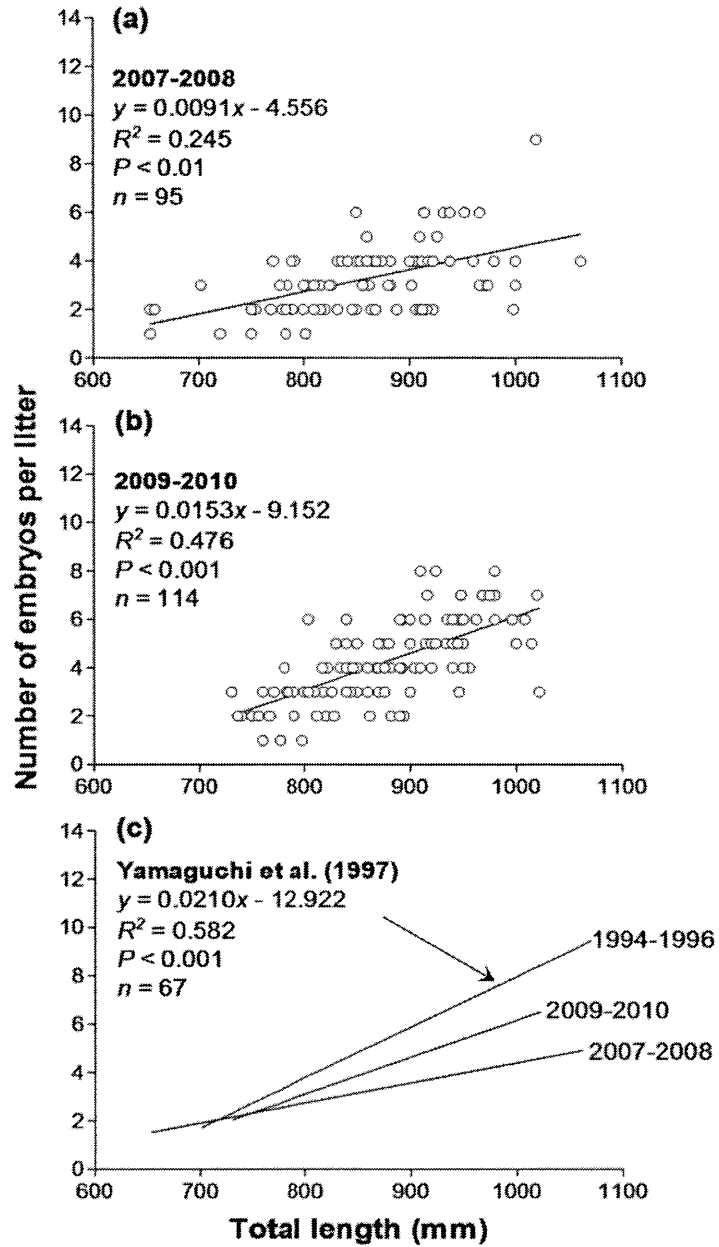 (a)
14
12
10
8
6
4
2
0
2007-2008
y = 0.0091x - 4.556
R² = 0.245
P < 0.01
n = 95
600 700 800 900 1000 1100
(b)
14
12
10
8
6
4
2
0
2009-2010
y = 0.0153x - 9.152
R² = 0.476
P < 0.001
n = 114
600 700 800 900 1000 1100
Number of embryos per litter
(c)
14
12
10
8
6
4
2
0
Yamaguchi et al. (1997)
y = 0.0210x - 12.922
R² = 0.582
P < 0.001
n = 67
1994-1996
2009-2010
2007-2008
600 700 800 900 1000 1100
Total length (mm)